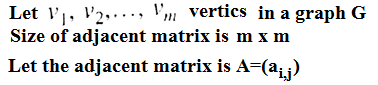 Let v₁, v₂,...., vₘ vertics in a graph G
Size of adjacent matrix is m x m
Let the adjacent matrix is A=(aᵢ,ⱼ)